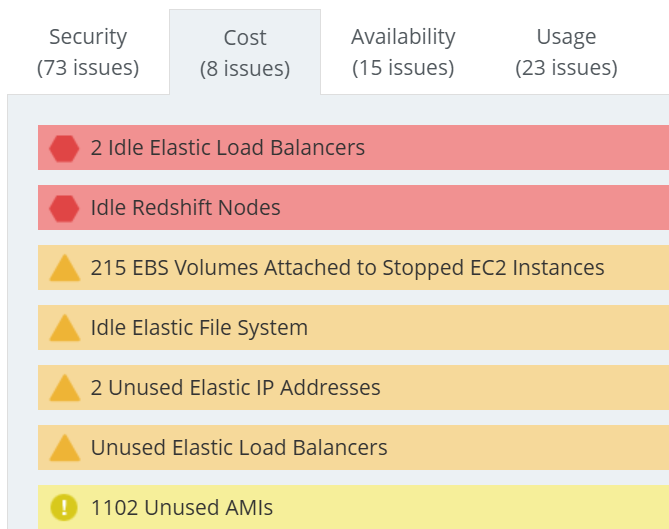 Security
(73 issues)
Cost
(8 issues)
Availability
(15 issues)
Usage
(23 issues)
2 Idle Elastic Load Balancers
Idle Redshift Nodes
215 EBS Volumes Attached to Stopped EC2 Instances
Idle Elastic File System
2 Unused Elastic IP Addresses
Unused Elastic Load Balancers
! 1102 Unused AMIs